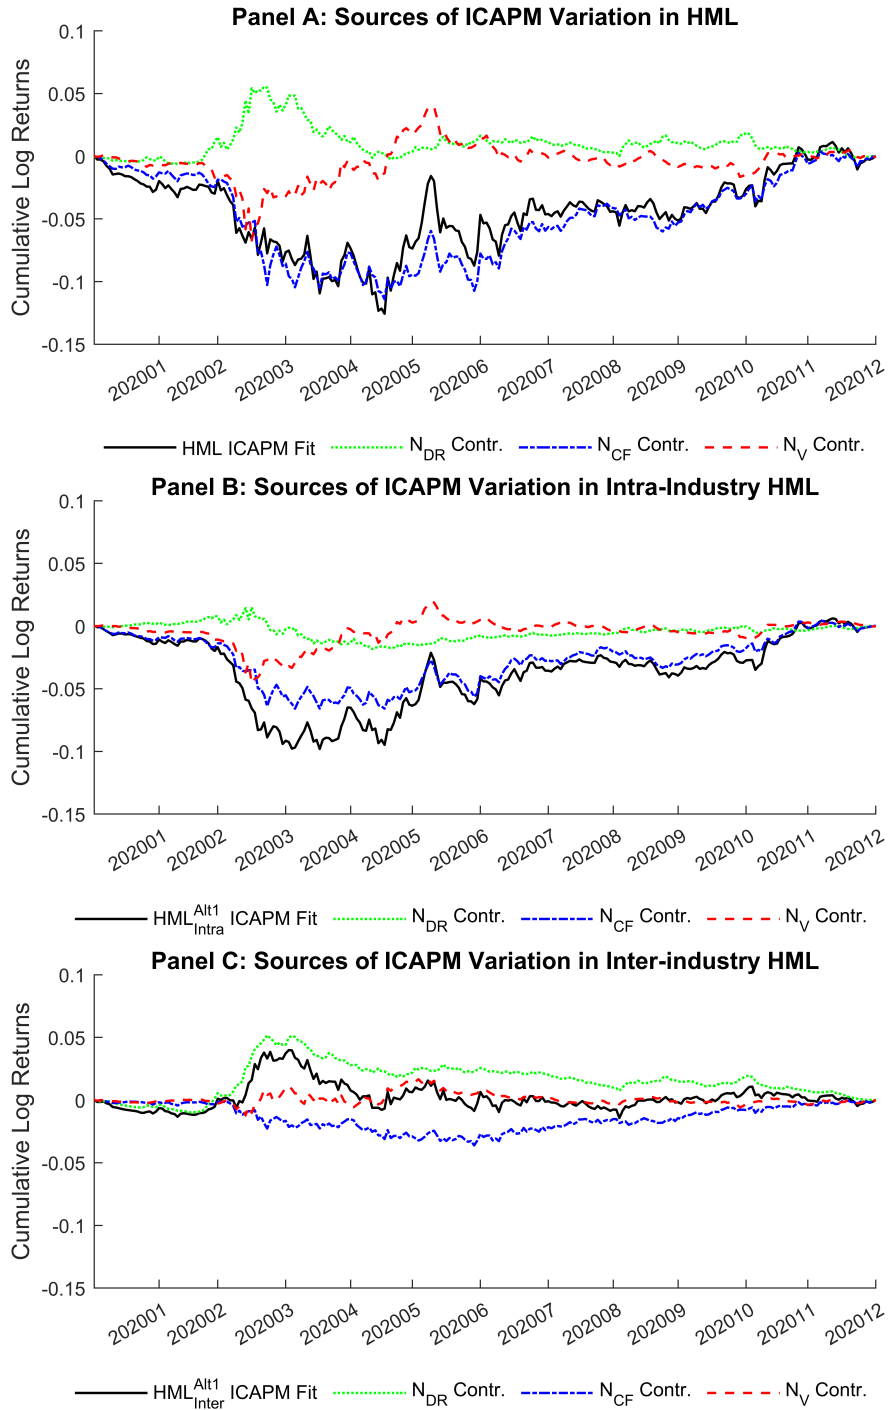 Panel A: Sources of ICAPM Variation in HML
Cumulative Log Returns
0.1
0.05
0
-0.05
-0.1
-0.15
202001 202002 202003 202004 202005 202006 202007 202008 202009 202010 202011 202012
HML ICAPM Fit N_DR Contr. N_CF Contr. N_V Contr.
Panel B: Sources of ICAPM Variation in Intra-Industry HML
Cumulative Log Returns
0.1
0.05
0
-0.05
-0.1
-0.15
202001 202002 202003 202004 202005 202006 202007 202008 202009 202010 202011 202012
HML^Alt1_Intra ICAPM Fit N_DR Contr. N_CF Contr. N_V Contr.
Panel C: Sources of ICAPM Variation in Inter-industry HML
Cumulative Log Returns
0.1
0.05
0
-0.05
-0.1
-0.15
202001 202002 202003 202004 202005 202006 202007 202008 202009 202010 202011 202012
HML^Alt1_Inter ICAPM Fit N_DR Contr. N_CF Contr. N_V Contr.